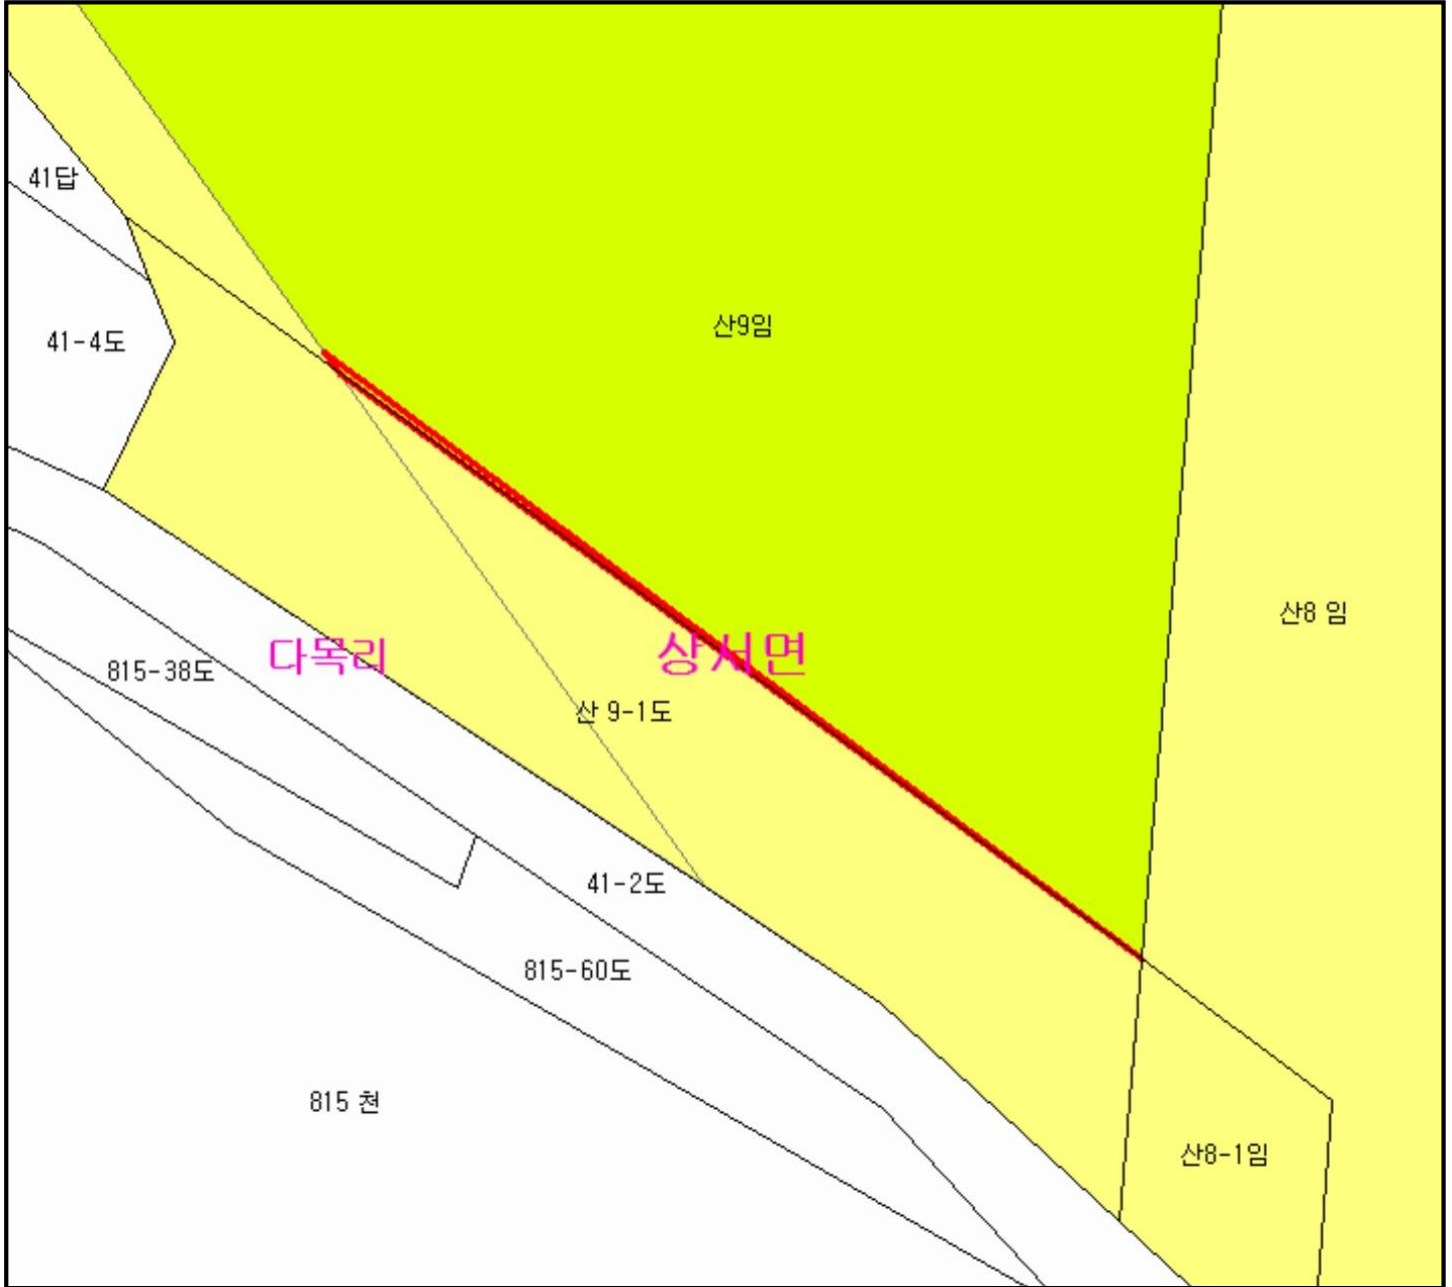 41답
산9임
41-4도
산8 임
다목리
상서면
815-38도
산 9-1도
41-2도
815-60도
815 천
산8-1임